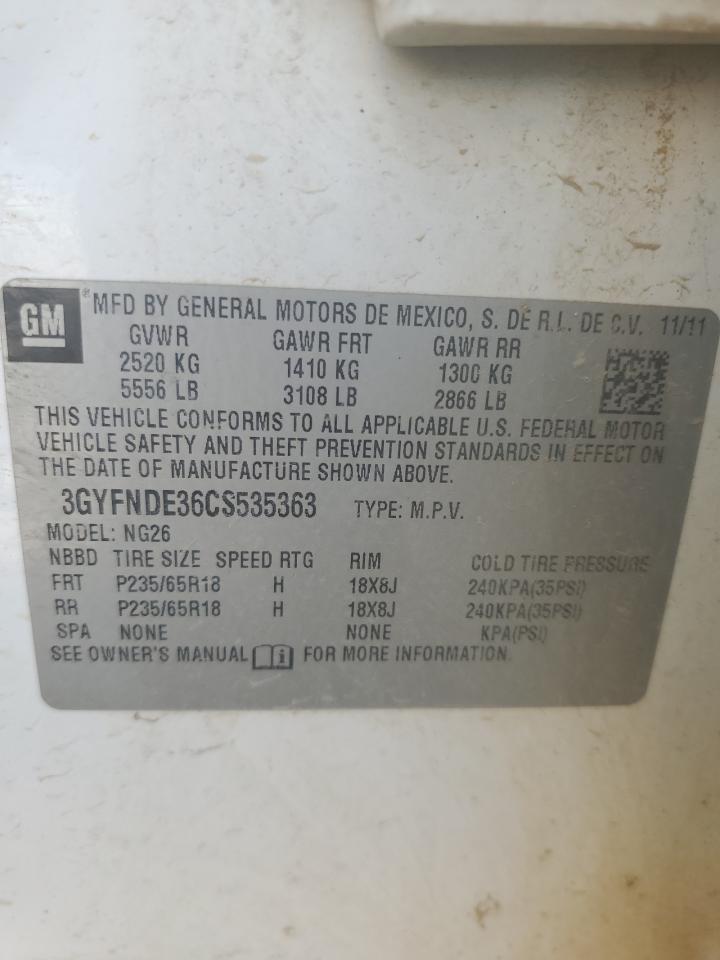 GM ® MFD BY GENERAL MOTORS DE MEXICO, S. DE R.L. DE C.V. 11/11
GVWR GAWR FRT GAWR RR
2520 KG 1410 KG 1300 KG
5556 LB 3108 LB 2866 LB
THIS VEHICLE CONFORMS TO ALL APPLICABLE U.S. FEDERAL MOTOR
VEHICLE SAFETY AND THEFT PREVENTION STANDARDS IN EFFECT ON
THE DATE OF MANUFACTURE SHOWN ABOVE.
3GYFNDE36CS535363 TYPE: M.P.V.
MODEL: NG26
NBBD TIRE SIZE SPEED RTG RIM COLD TIRE PRESSURE
FRT P235/65R18 H 18X8J 240KPA(35PSI)
RR P235/65R18 H 18X8J 240KPA(35PSI)
SPA NONE NONE KPA(PSI)
SEE OWNER'S MANUAL i FOR MORE INFORMATION.